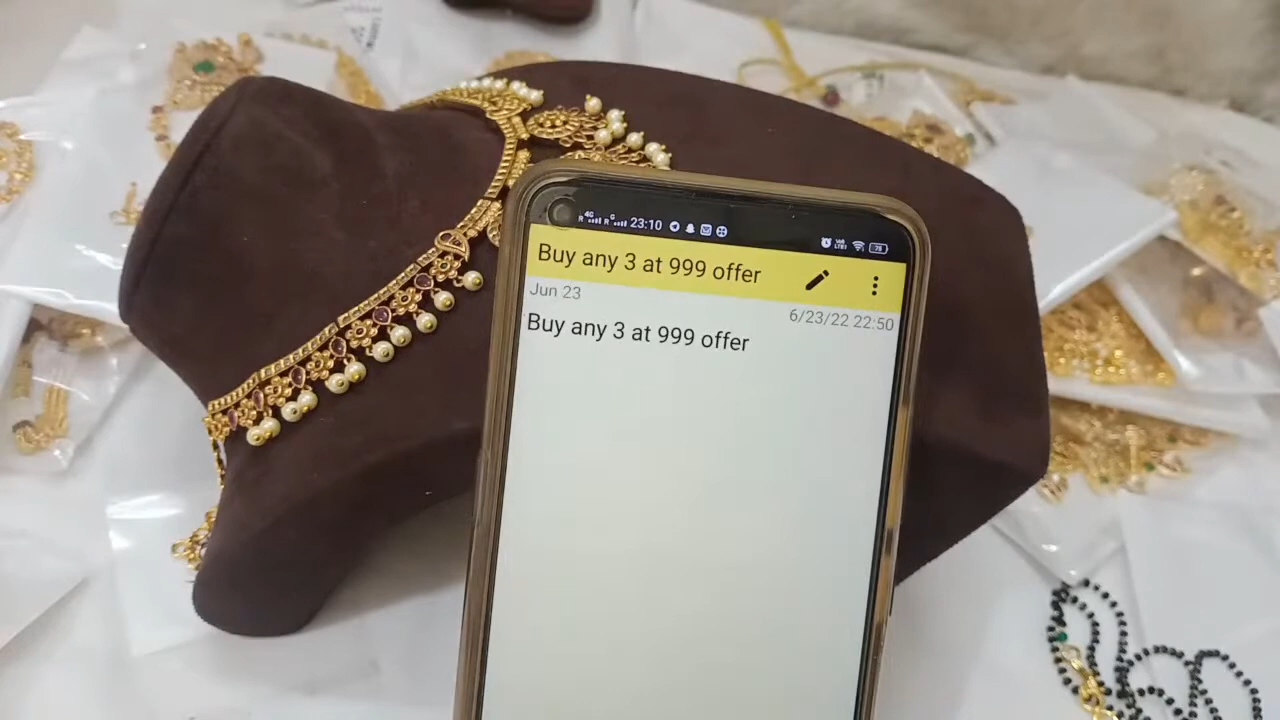 23:10
Buy any 3 at 999 offer
Jun 23
6/23/22 22:50
Buy any 3 at 999 offer